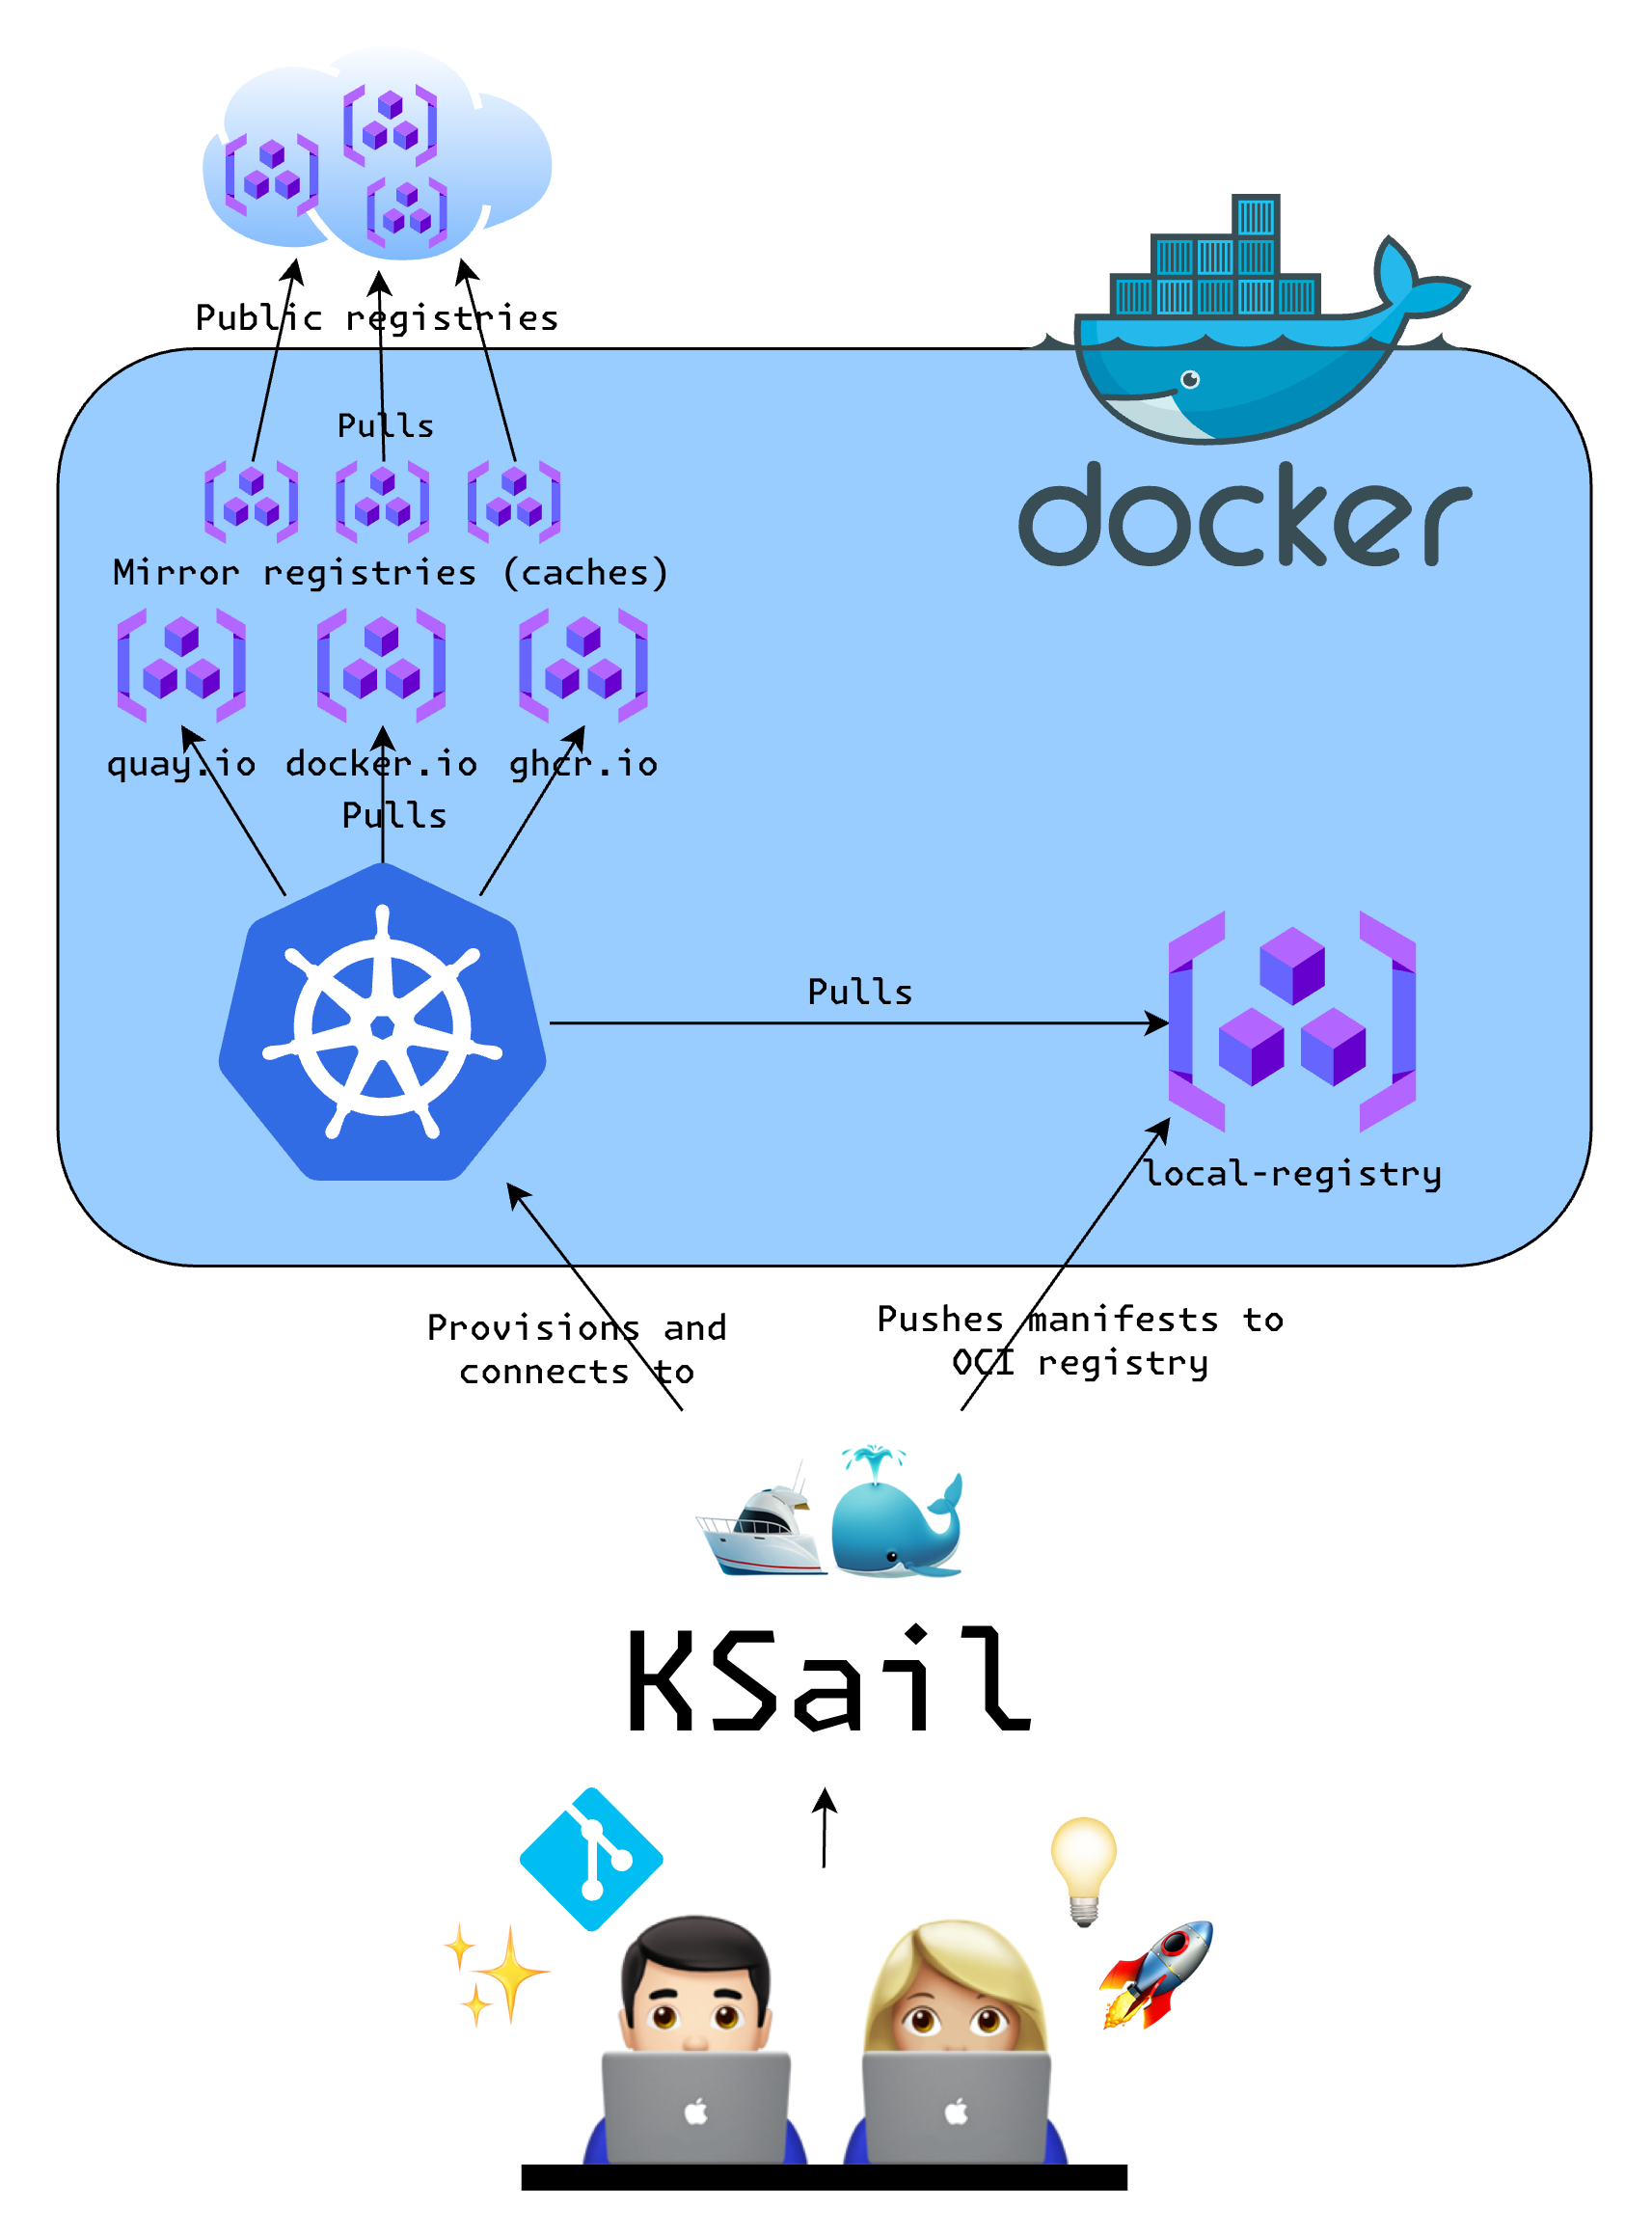 Public registries
Pulls
docker
Mirror registries (caches)
quay.io docker.io ghcr.io
Pulls
Pulls
local-registry
Provisions and
connects to
Pushes manifests to
OCI registry
KSail